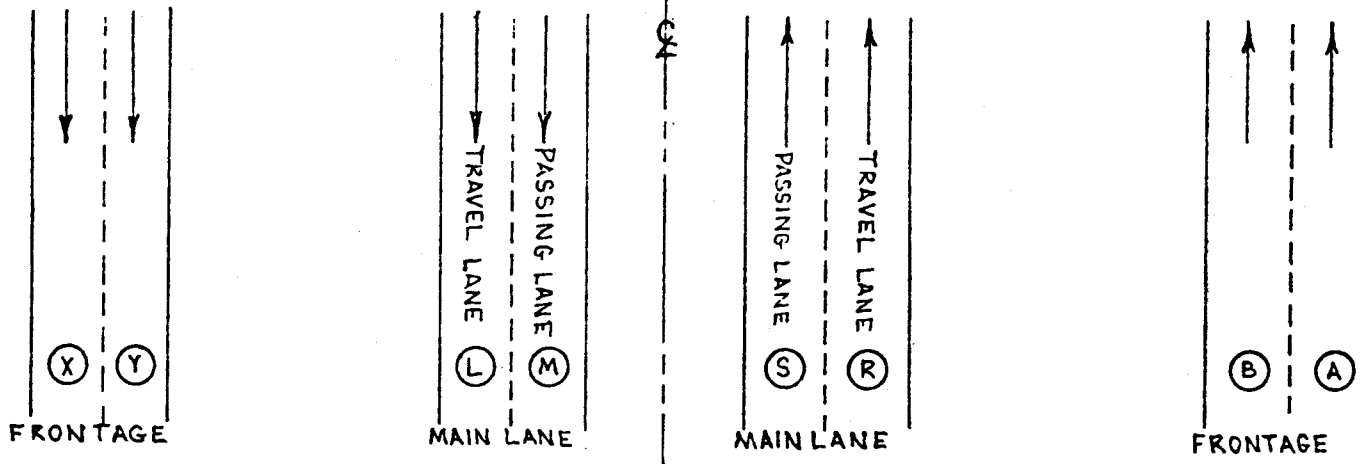 ℄
TRAVEL LANE
PASSING LANE
PASSING LANE
TRAVEL LANE
X Y L M S R B A
FRONTAGE MAIN LANE MAIN LANE FRONTAGE